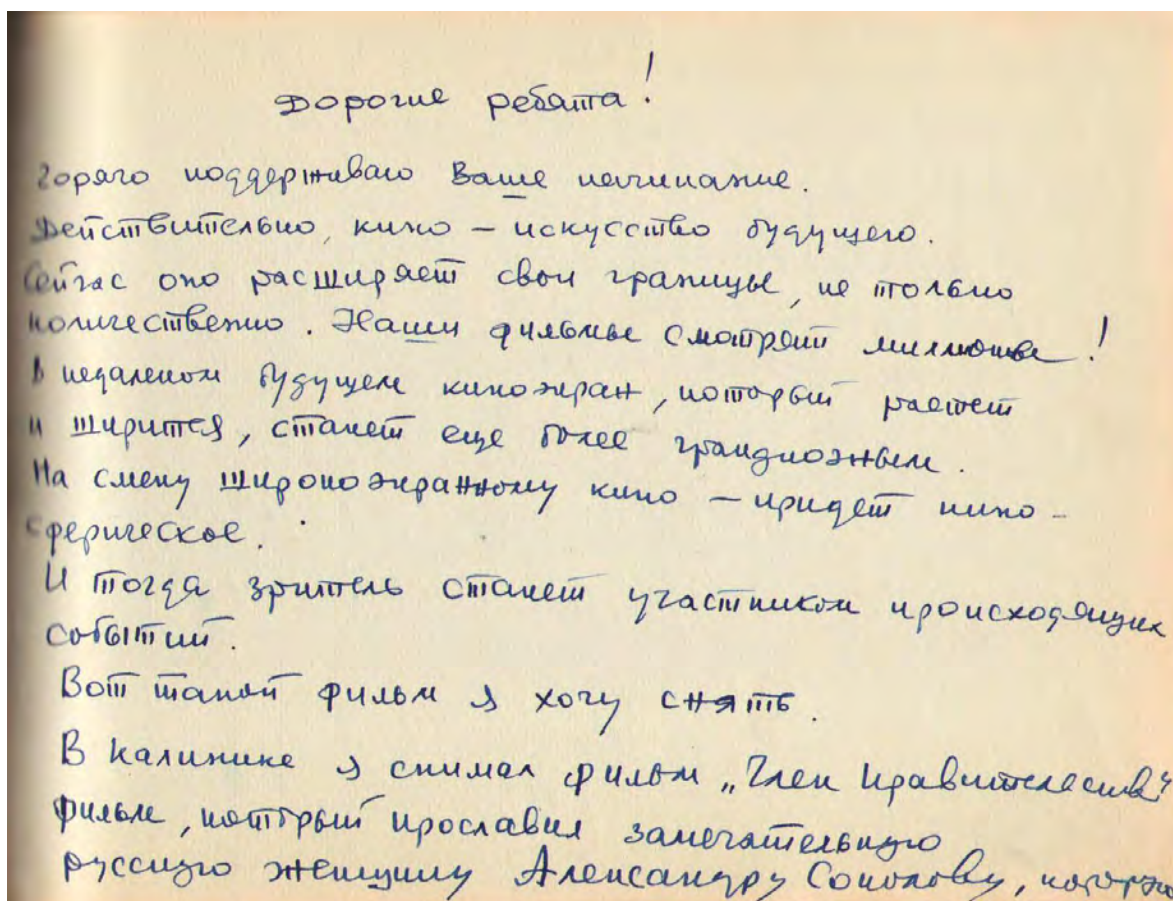 Дорогие ребята!
Горячо поддерживаю Ваше начинание.
Действительно, кино – искусство будущего.
Сейчас оно расширяет свои границы, не только
количественно. Наши фильмы смотрят миллионы!
В недалеком будущем киноэкран, который растет
и ширится, станет еще более грандиозным.
На смену широкоэкранному кино – придет кино-
сферическое.
И тогда зритель станет участником происходящих
событий.
Вот такой фильм я хочу снять.
В Калинине я снимал фильм „Член Правительства"
фильм, который прославил замечательную
русскую женщину Александру Соколову, которую